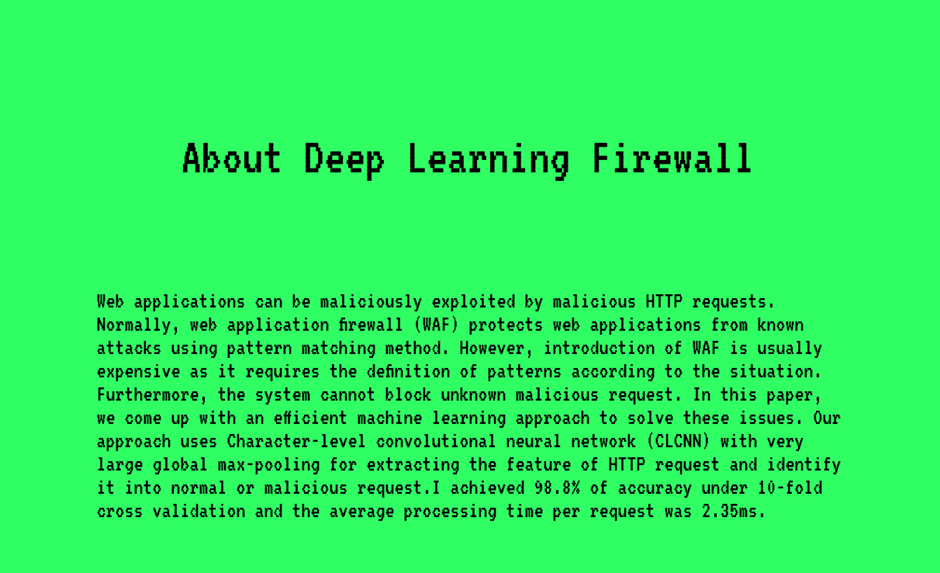 About Deep Learning Firewall
Web applications can be maliciously exploited by malicious HTTP requests.
Normally, web application firewall (WAF) protects web applications from known
attacks using pattern matching method. However, introduction of WAF is usually
expensive as it requires the definition of patterns according to the situation.
Furthermore, the system cannot block unknown malicious request. In this paper,
we come up with an efficient machine learning approach to solve these issues. Our
approach uses Character-level convolutional neural network (CLCNN) with very
large global max-pooling for extracting the feature of HTTP request and identify
it into normal or malicious request.I achieved 98.8% of accuracy under 10-fold
cross validation and the average processing time per request was 2.35ms.